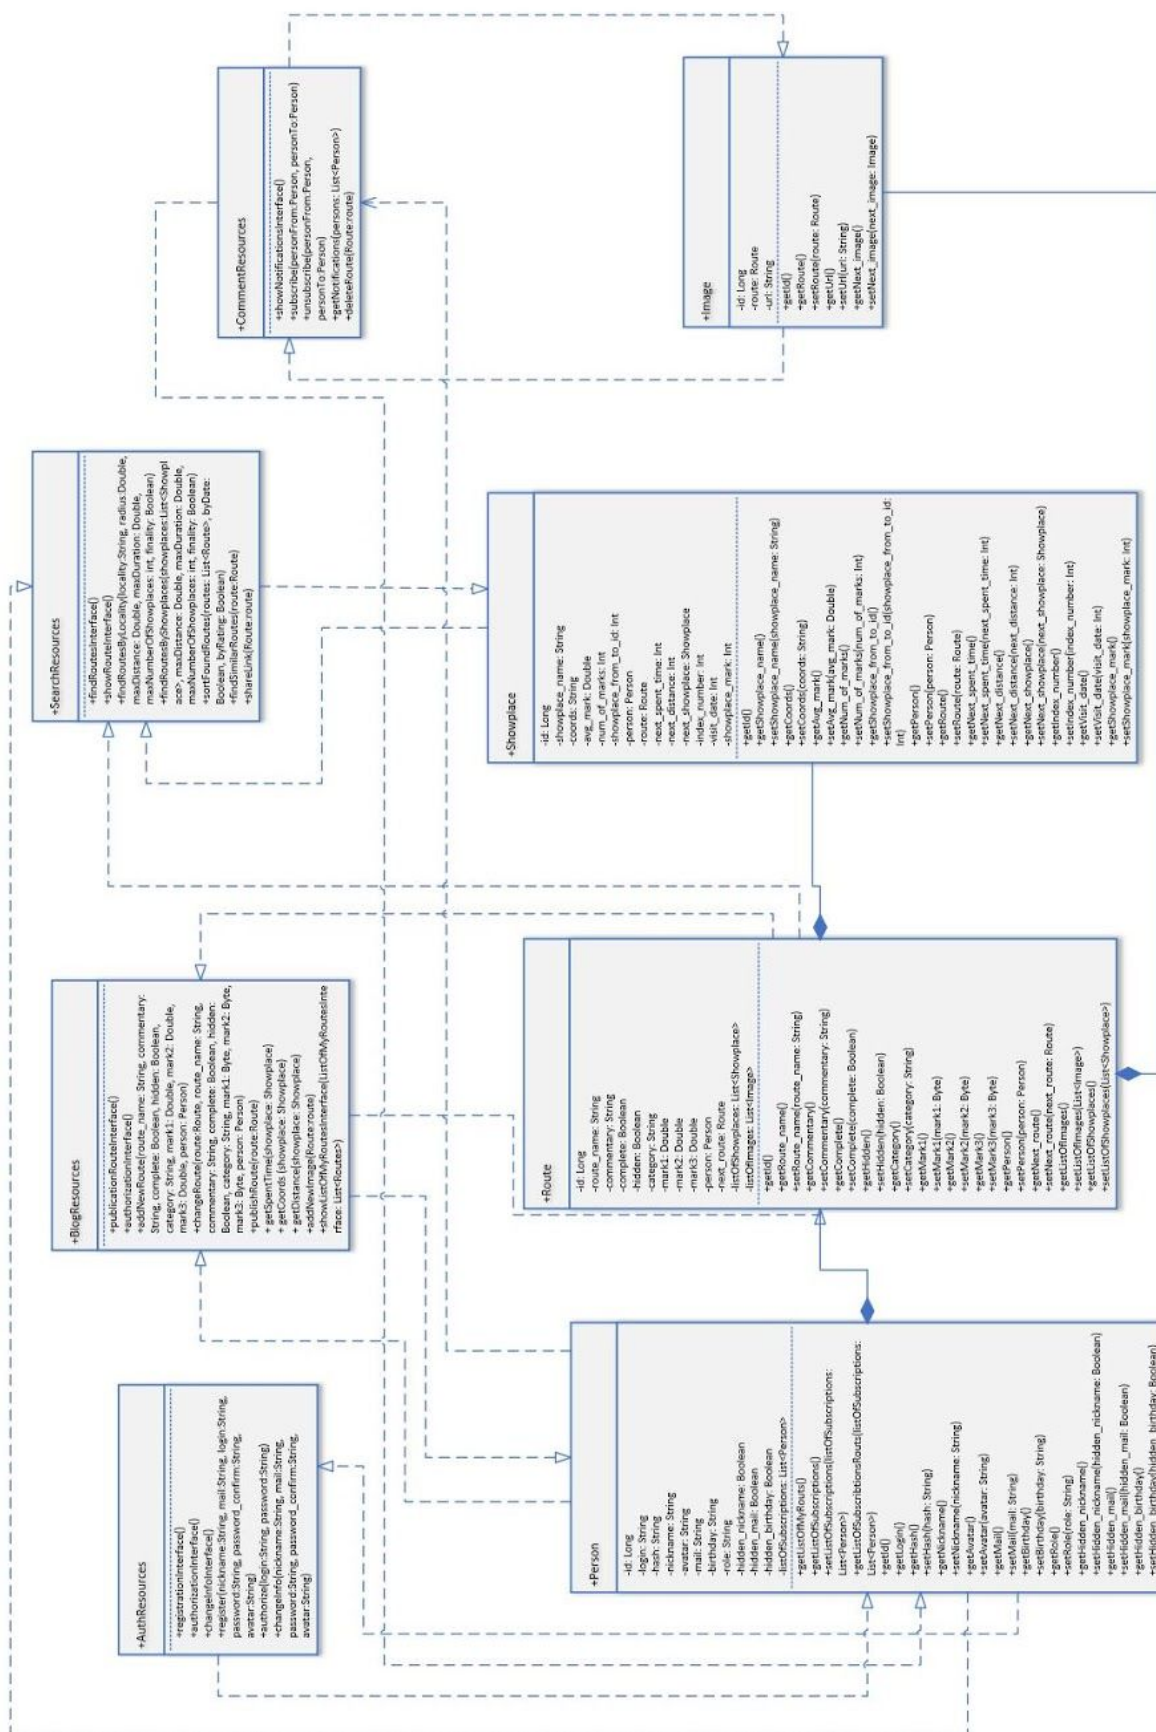 +AuthResources
+registrationInterface()
+authorizationInterface()
+changeInfoInterface()
+register(nickname:String, mail:String, login:String,
password:String, password_confirm:String,
avatar:String)
+authorize(login:String, password:String)
+changeInfo(nickname:String, mail:String,
password:String, password_confirm:String,
avatar:String)
+BlogResources
+publicationRouteInterface()
+authorizationInterface()
+addNewRoute(route_name: String, commentary:
String, complete: Boolean, hidden: Boolean,
category: String, mark1: Double, mark2: Double,
mark3: Double, person: Person)
+changeRoute(route:Route, route_name: String,
commentary: String, complete: Boolean, hidden:
Boolean, category: String, mark1: Byte, mark2: Byte,
mark3: Byte, person: Person)
+publishRoute(route:Route)
+ getSpentTime(showplace: Showplace)
+ getCoords (showplace: Showplace)
+ getDistance(showplace: Showplace)
+addNewImage(Route:route)
+showListOfMyRoutesInterface(ListOfMyRoutesInte
rface: List<Routes>)
+SearchResources
+findRoutesInterface()
+showRouteInterface()
+findRoutesByLocality(locality:String, radius:Double,
maxDistance: Double, maxDuration: Double,
maxNumberOfShowplaces: int, finality: Boolean)
+findRoutesByShowplaces(showplaces:List<Showpl
ace>, maxDistance: Double, maxDuration: Double,
maxNumberOfShowplaces: int, finality: Boolean)
+sortFoundRoutes(routes: List<Route>, byDate:
Boolean, byRating: Boolean)
+findSimilarRoutes(route:Route)
+shareLink(Route:route)
+CommentResources
+showNotificationsInterface()
+subscribe(personFrom:Person, personTo:Person)
+unsubscribe(personFrom:Person,
personTo:Person)
+getNotifications(persons: List<Person>)
+deleteRoute(Route:route)
+Person
-id: Long
-login: String
-hash: String
-nickname: String
-avatar: String
-mail: String
-birthday: String
-role: String
-hidden_nickname: Boolean
-hidden_mail: Boolean
-hidden_birthday: Boolean
-listOfSubscriptions: List<Person>
+getListOfMyRouts()
+getListOfSubscriptions()
+setListOfSubscriptions(listOfSubscriptions:
List<Person>)
+getListOfSubscribtionsRouts(listOfSubscriptions:
List<Person>)
+getId()
+getLogin()
+getHash()
+setHash(hash: String)
+getNickname()
+setNickname(nickname: String)
+getAvatar()
+setAvatar(avatar: String)
+getMail()
+setMail(mail: String)
+getBirthday()
+setBirthday(birthday: String)
+getRole()
+setRole(role: String)
+getHidden_nickname()
+setHidden_nickname(hidden_nickname: Boolean)
+getHidden_mail()
+setHidden_mail(hidden_mail: Boolean)
+getHidden_birthday()
+setHidden_birthday(hidden_birthday: Boolean)
+Route
-id: Long
-route_name: String
-commentary: String
-complete: Boolean
-hidden: Boolean
-category: String
-mark1: Double
-mark2: Double
-mark3: Double
-person: Person
-next_route: Route
-listOfShowplaces: List<Showplace>
-listOfImages: List<Image>
+getId()
+getRoute_name()
+setRoute_name(route_name: String)
+getCommentary()
+setCommentary(commentary: String)
+getComplete()
+setComplete(complete: Boolean)
+getHidden()
+setHidden(hidden: Boolean)
+getCategory()
+setCategory(category: String)
+getMark1()
+setMark1(mark1: Byte)
+getMark2()
+setMark2(mark2: Byte)
+getMark3()
+setMark3(mark3: Byte)
+getPerson()
+setPerson(person: Person)
+getNext_route()
+setNext_route(next_route: Route)
+getListOfImages()
+setListOfImages(List<Image>)
+getListOfShowplaces()
+setListOfShowplaces(List<Showplace>)
+Showplace
-id: Long
-showplace_name: String
-coords: String
-avg_mark: Double
-num_of_marks: Int
-showplace_from_to_id: Int
-person: Person
-route: Route
-next_spent_time: Int
-next_distance: Int
-next_showplace: Showplace
-index_number: Int
-visit_date: Int
-showplace_mark: Int
+getId()
+getShowplace_name()
+setShowplace_name(showplace_name: String)
+getCoords()
+setCoords(coords: String)
+getAvg_mark()
+setAvg_mark(avg_mark: Double)
+getNum_of_marks()
+setNum_of_marks(num_of_marks: Int)
+getShowplace_from_to_id()
+setShowplace_from_to_id(showplace_from_to_id:
Int)
+getPerson()
+setPerson(person: Person)
+getRoute()
+setRoute(route: Route)
+getNext_spent_time()
+setNext_spent_time(next_spent_time: Int)
+getNext_distance()
+setNext_distance(next_distance: Int)
+getNext_showplace()
+setNext_showplace(next_showplace: Showplace)
+getIndex_number()
+setIndex_number(index_number: Int)
+getVisit_date()
+setVisit_date(visit_date: Int)
+getShowplace_mark()
+setShowplace_mark(showplace_mark: Int)
+Image
-id: Long
-route: Route
-url: String
+getId()
+getRoute()
+setRoute(route: Route)
+getUrl()
+setUrl(url: String)
+getNext_image()
+setNext_image(next_image: Image)